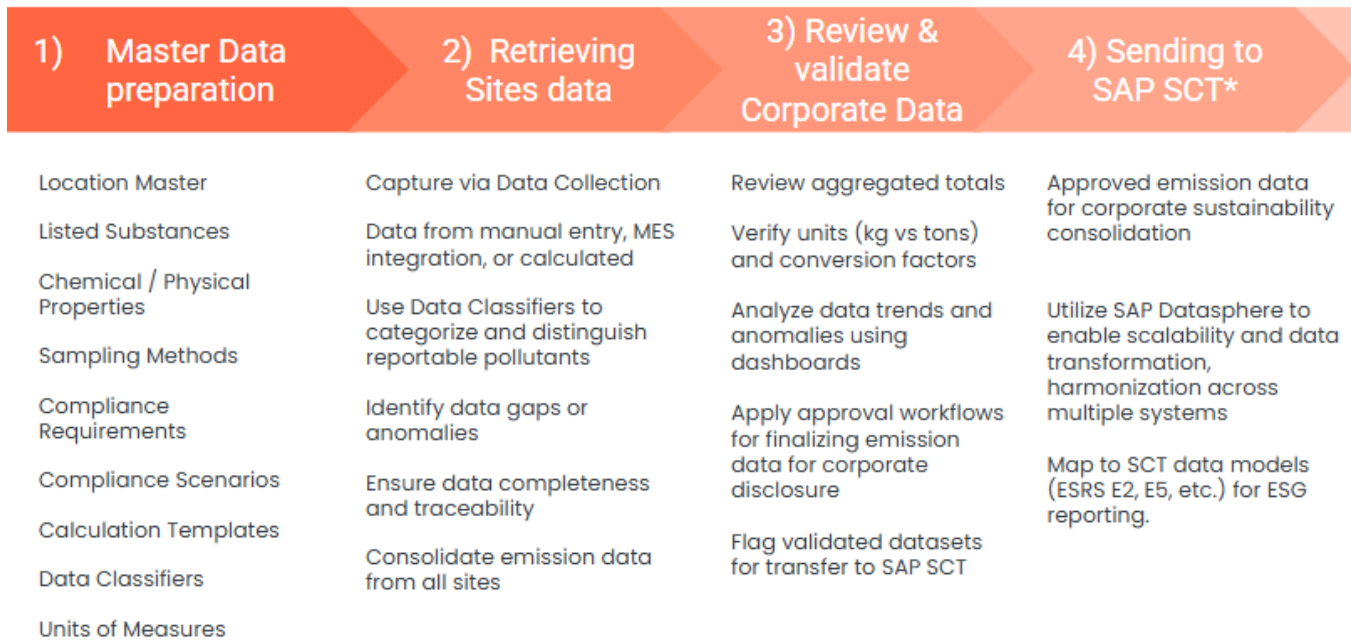 1) Master Data
preparation
2) Retrieving
Sites data
3) Review &
validate
Corporate Data
4) Sending to
SAP SCT*
Location Master
Listed Substances
Chemical / Physical
Properties
Sampling Methods
Compliance
Requirements
Compliance Scenarios
Calculation Templates
Data Classifiers
Units of Measures
Capture via Data Collection
Data from manual entry, MES
integration, or calculated
Use Data Classifiers to
categorize and distinguish
reportable pollutants
Identify data gaps or
anomalies
Ensure data completeness
and traceability
Consolidate emission data
from all sites
Review aggregated totals
Verify units (kg vs tons)
and conversion factors
Analyze data trends and
anomalies using
dashboards
Apply approval workflows
for finalizing emission
data for corporate
disclosure
Flag validated datasets
for transfer to SAP SCT
Approved emission data
for corporate sustainability
consolidation
Utilize SAP Datasphere to
enable scalability and data
transformation,
harmonization across
multiple systems
Map to SCT data models
(ESRS E2, E5, etc.) for ESG
reporting.